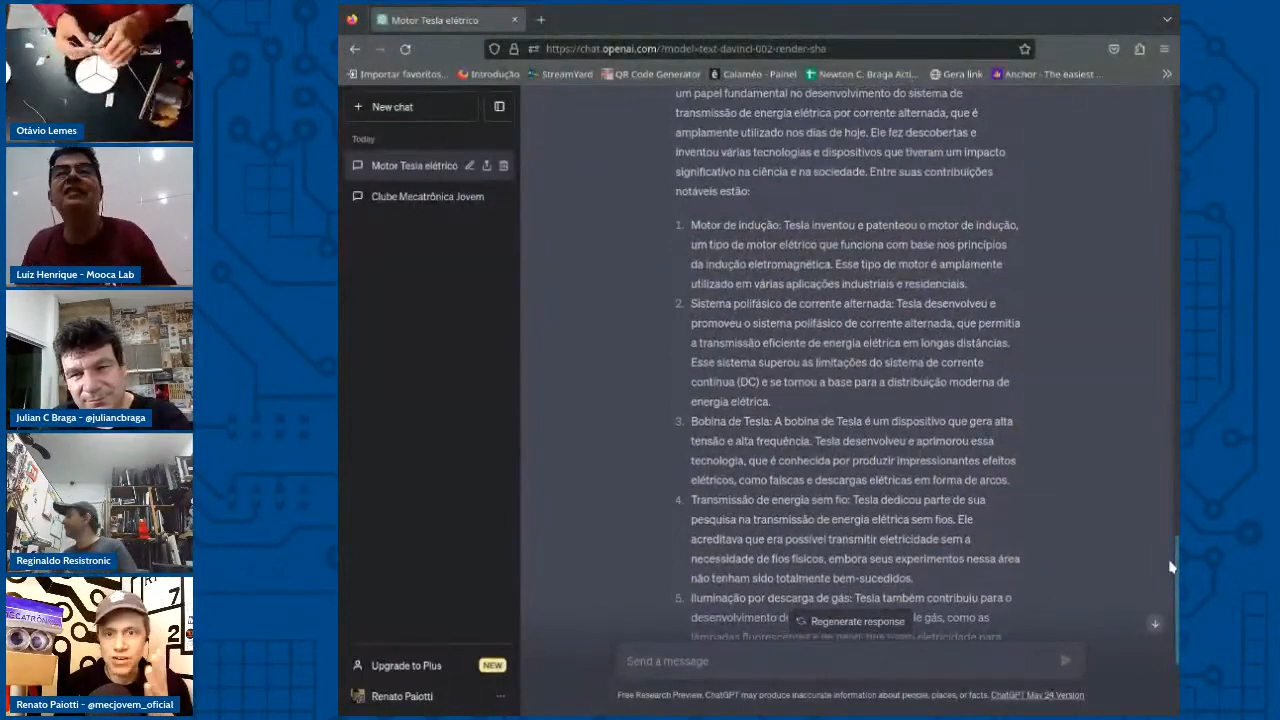 Otávio Lemes
Luíz Henrique - Mooca Lab
Julian C Braga - @juliancbraga
Reginaldo Resistronic
Renato Paiotti - @mecjovem_oficial
Motor Tesla elétrico
https://chat.openai.com/?model=text-davinci-002-render-sha
Importar favoritos...
Introdução
StreamYard
QR Code Generator
Calaméo - Painel
Newton C. Braga Acti...
Gera link
Anchor - The easiest ...
New chat
Today
Motor Tesla elétrico
Clube Mecatrônica Jovem
Upgrade to Plus
NEW
Renato Paiotti
um papel fundamental no desenvolvimento do sistema de
transmissão de energia elétrica por corrente alternada, que é
amplamente utilizado nos dias de hoje. Ele fez descobertas e
inventou várias tecnologias e dispositivos que tiveram um impacto
significativo na ciência e na sociedade. Entre suas contribuições
notáveis estão:
1. Motor de indução: Tesla inventou e patenteou o motor de indução,
um tipo de motor elétrico que funciona com base nos princípios
da indução eletromagnética. Esse tipo de motor é amplamente
utilizado em várias aplicações industriais e residenciais.
2. Sistema polifásico de corrente alternada: Tesla desenvolveu e
promoveu o sistema polifásico de corrente alternada, que permitia
a transmissão eficiente de energia elétrica em longas distâncias.
Esse sistema superou as limitações do sistema de corrente
contínua (DC) e se tornou a base para a distribuição moderna de
energia elétrica.
3. Bobina de Tesla: A bobina de Tesla é um dispositivo que gera alta
tensão e alta frequência. Tesla desenvolveu e aprimorou essa
tecnologia, que é conhecida por produzir impressionantes efeitos
elétricos, como faíscas e descargas elétricas em forma de arcos.
4. Transmissão de energia sem fio: Tesla dedicou parte de sua
pesquisa na transmissão de energia elétrica sem fios. Ele
acreditava que era possível transmitir eletricidade sem a
necessidade de fios físicos, embora seus experimentos nessa área
não tenham sido totalmente bem-sucedidos.
5. Iluminação por descarga de gás: Tesla também contribuiu para o
desenvolvimento de gás, como as
Regenerate response
Send a message
Free Research Preview. ChatGPT may produce inaccurate information about people, places, or facts. ChatGPT May 24 Version